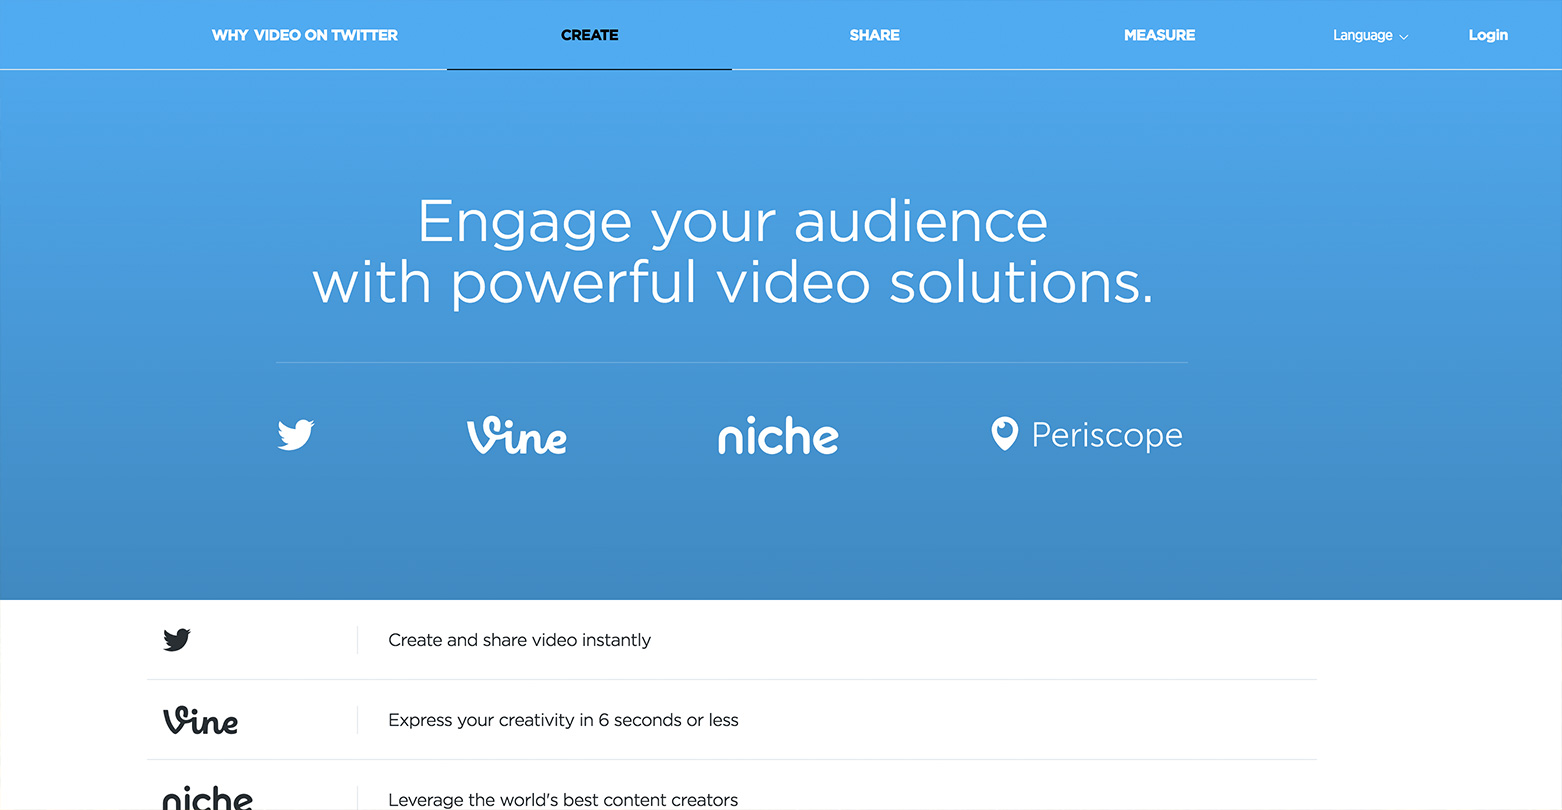 WHY VIDEO ON TWITTER CREATE SHARE MEASURE Language Login
Engage your audience
with powerful video solutions.
Vine niche Periscope
Create and share video instantly
Vine Express your creativity in 6 seconds or less
niche Leverage the world's best content creators